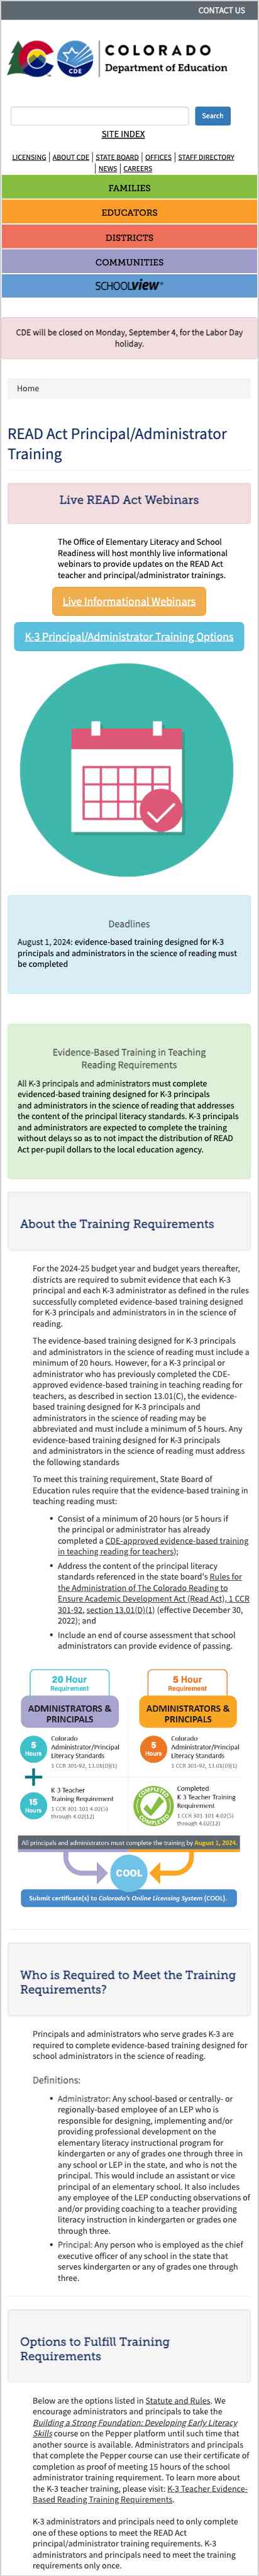 CONTACT US
COLORADO
Department of Education
CDE
Search
SITE INDEX
LICENSING | ABOUT CDE | STATE BOARD | OFFICES | STAFF DIRECTORY
| NEWS | CAREERS
FAMILIES
EDUCATORS
DISTRICTS
COMMUNITIES
SCHOOLVIEW®
CDE will be closed on Monday, September 4, for the Labor Day
holiday.
Home
READ Act Principal/Administrator
Training
Live READ Act Webinars
The Office of Elementary Literacy and School
Readiness will host monthly live informational
webinars to provide updates on the READ Act
teacher and principal/administrator trainings.
Live Informational Webinars
K-3 Principal/Administrator Training Options
Deadlines
August 1, 2024: evidence-based training designed for K-3
principals and administrators in the science of reading must
be completed
Evidence-Based Training in Teaching
Reading Requirements
All K-3 principals and administrators must complete
evidenced-based training designed for K-3 principals
and administrators in the science of reading that addresses
the content of the principal literacy standards. K-3 principals
and administrators are expected to complete the training
without delays so as to not impact the distribution of READ
Act per-pupil dollars to the local education agency.
About the Training Requirements
For the 2024-25 budget year and budget years thereafter,
districts are required to submit evidence that each K-3
principal and each K-3 administrator as defined in the rules
successfully completed evidence-based training designed
for K-3 principals and administrators in in the science of
reading.
The evidence-based training designed for K-3 principals
and administrators in the science of reading must include a
minimum of 20 hours. However, for a K-3 principal or
administrator who has previously completed the CDE-
approved evidence-based training in teaching reading for
teachers, as described in section 13.01(C), the evidence-
based training designed for K-3 principals and
administrators in the science of reading may be
abbreviated and must include a minimum of 5 hours. Any
evidence-based training designed for K-3 principals
and administrators in the science of reading must address
the following standards
To meet this training requirement, State Board of
Education rules require that the evidence-based training in
teaching reading must:
• Consist of a minimum of 20 hours (or 5 hours if
the principal or administrator has already
completed a CDE-approved evidence-based training
in teaching reading for teachers);
• Address the content of the principal literacy
standards referenced in the state board's Rules for
the Administration of The Colorado Reading to
Ensure Academic Development Act (Read Act), 1 CCR
301-92, section 13.01(D)(1) (effective December 30,
2022); and
• Include an end of course assessment that school
administrators can provide evidence of passing.
20 Hour
Requirement
5 Hour
Requirement
ADMINISTRATORS &
PRINCIPALS
ADMINISTRATORS &
PRINCIPALS
5
Hours
Colorado
Administrator/Principal
Literacy Standards
1 CCR 301-92, 13.01(D)(1)
5
Hours
Colorado
Administrator/Principal
Literacy Standards
1 CCR 301-92, 13.01(D)(1)
+
15
Hours
K 3 Teacher
Training Requirement
1 CCR 301 101 4.02(5)
through 4.02(12)
COMPLETED
COMPLETED
Completed
K 3 Teacher Training
Requirement
1 CCR 301 101 4.02(5)
through 4.02(12)
All principals and administrators must complete the training by August 1, 2024.
COOL
Submit certificate(s) to Colorado's Online Licensing System (COOL).
Who is Required to Meet the Training
Requirements?
Principals and administrators who serve grades K-3 are
required to complete evidence-based training designed for
school administrators in the science of reading.
Definitions:
• Administrator: Any school-based or centrally- or
regionally-based employee of an LEP who is
responsible for designing, implementing and/or
providing professional development on the
elementary literacy instructional program for
kindergarten or any of grades one through three in
any school or LEP in the state, and who is not the
principal. This would include an assistant or vice
principal of an elementary school. It also includes
any employee of the LEP conducting observations of
and/or providing coaching to a teacher providing
literacy instruction in kindergarten or grades one
through three.
• Principal: Any person who is employed as the chief
executive officer of any school in the state that
serves kindergarten or any of grades one through
three.
Options to Fulfill Training
Requirements
Below are the options listed in Statute and Rules. We
encourage administrators and principals to take the
Building a Strong Foundation: Developing Early Literacy
Skills course on the Pepper platform until such time that
another source is available. Administrators and principals
that complete the Pepper course can use their certificate of
completion as proof of meeting 15 hours of the school
administrator training requirement. To learn more about
the K-3 teacher training, please visit: K-3 Teacher Evidence-
Based Reading Training Requirements.
K-3 administrators and principals need to only complete
one of these options to meet the READ Act
principal/administrator training requirements. K-3
administrators and principals need to meet the training
requirements only once.